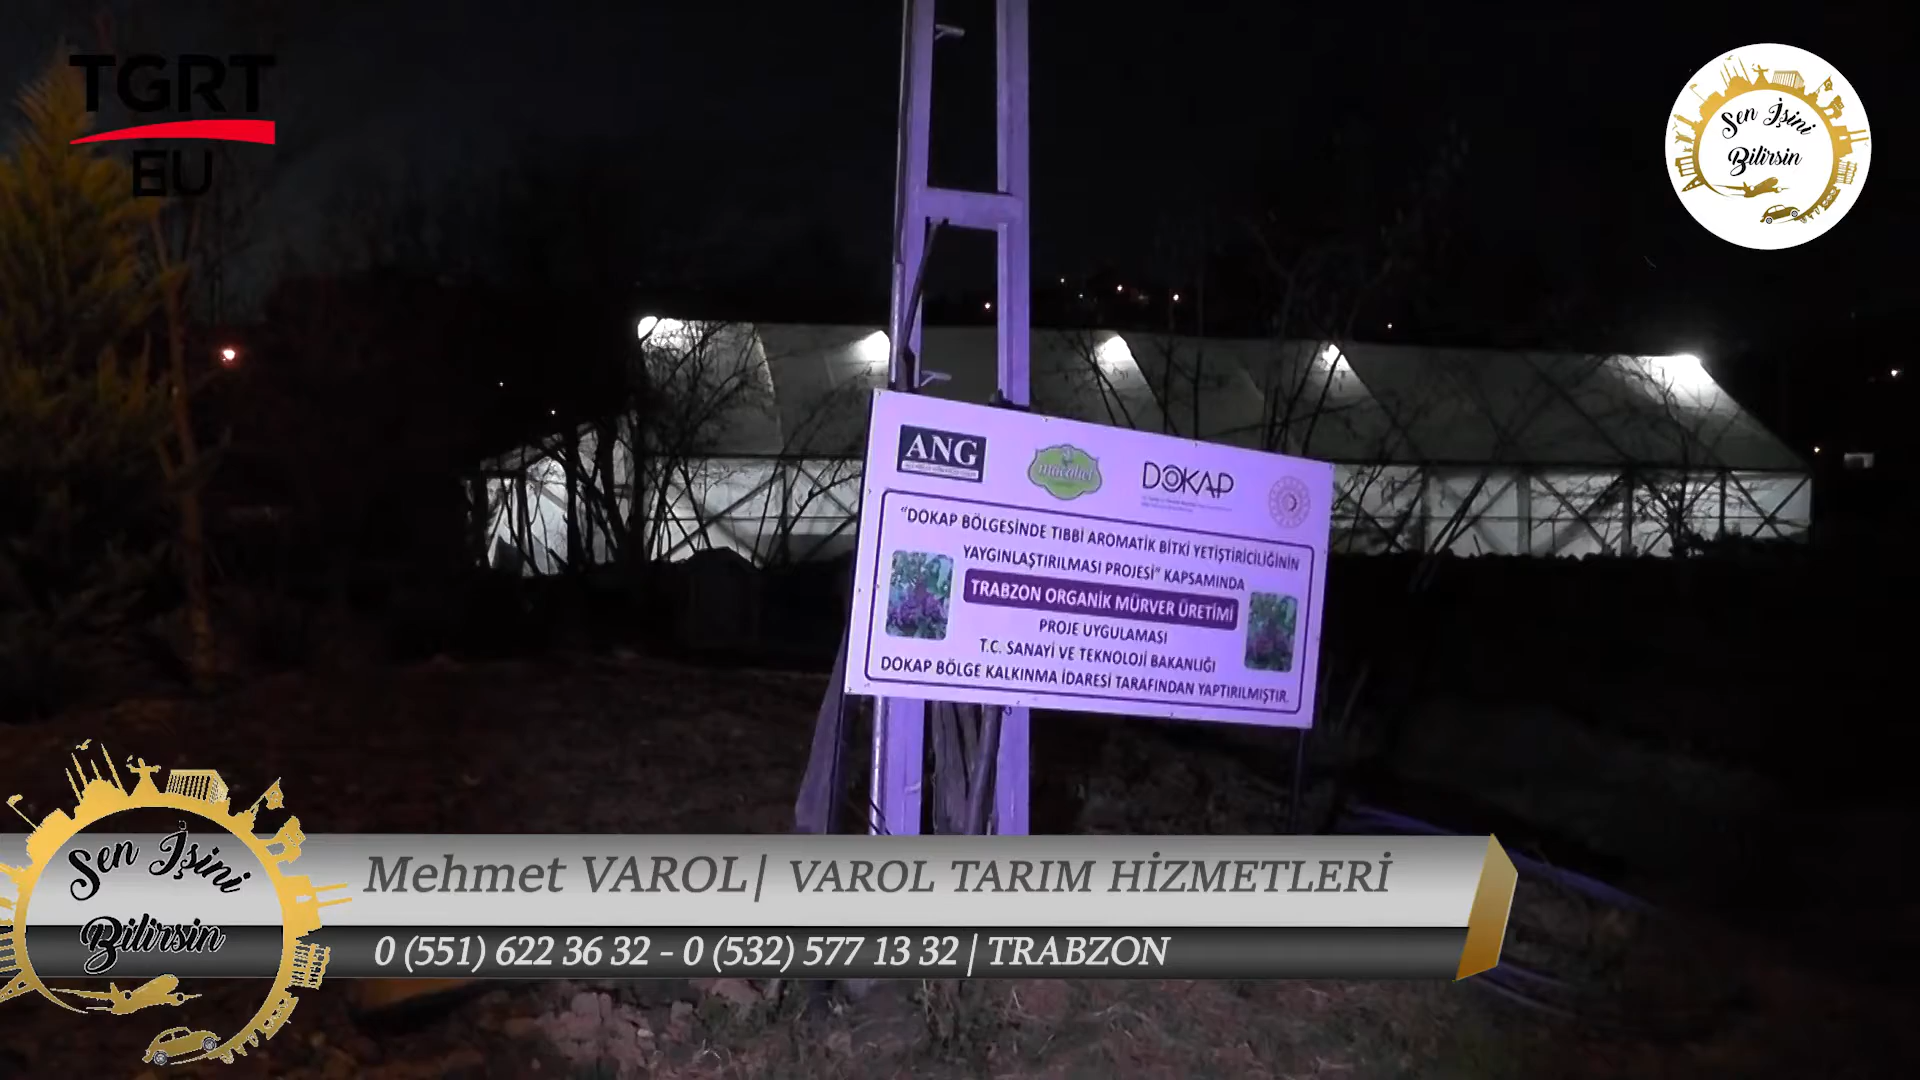 TGRT
EU
Sen İşini
Bilirsin
ANG
macahel
DOKAP
“DOKAP BÖLGESİNDE TIBBİ AROMATİK BİTKİ YETİŞTİRİCİLİĞİNİN
YAYGINLAŞTIRILMASI PROJESİ” KAPSAMINDA
TRABZON ORGANİK MÜRVER ÜRETİMİ
PROJE UYGULAMASI
T.C. SANAYİ VE TEKNOLOJİ BAKANLIĞI
DOKAP BÖLGE KALKINMA İDARESİ TARAFINDAN YAPTIRILMIŞTIR.
Sen İşini
Bilirsin
Mehmet VAROL| VAROL TARIM HİZMETLERİ
0 (551) 622 36 32 - 0 (532) 577 13 32 | TRABZON